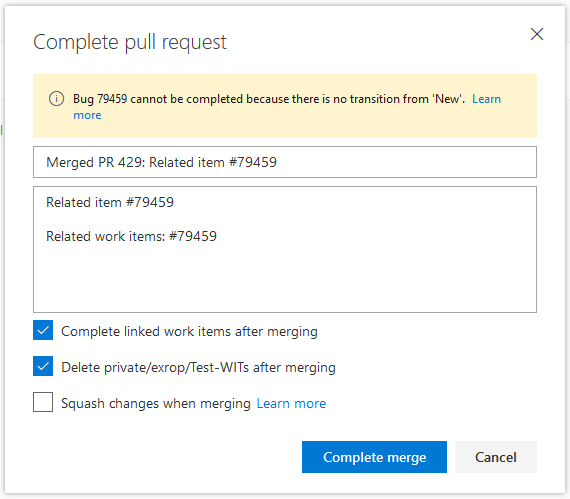 Complete pull request
Bug 79459 cannot be completed because there is no transition from 'New'. Learn
more
Merged PR 429: Related item #79459
Related item #79459
Related work items: #79459
Complete linked work items after merging
Delete private/exrop/Test-WITs after merging
Squash changes when merging Learn more
Complete merge Cancel